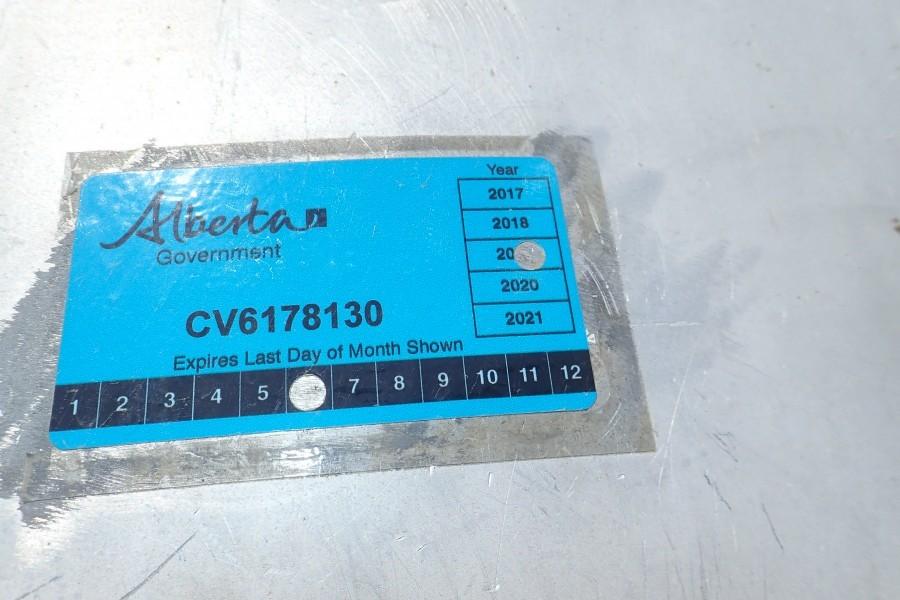 Alberta
Government
Year
2017
2018
20
2020
2021
CV6178130
Expires Last Day of Month Shown
1 2 3 4 5 7 8 9 10 11 12